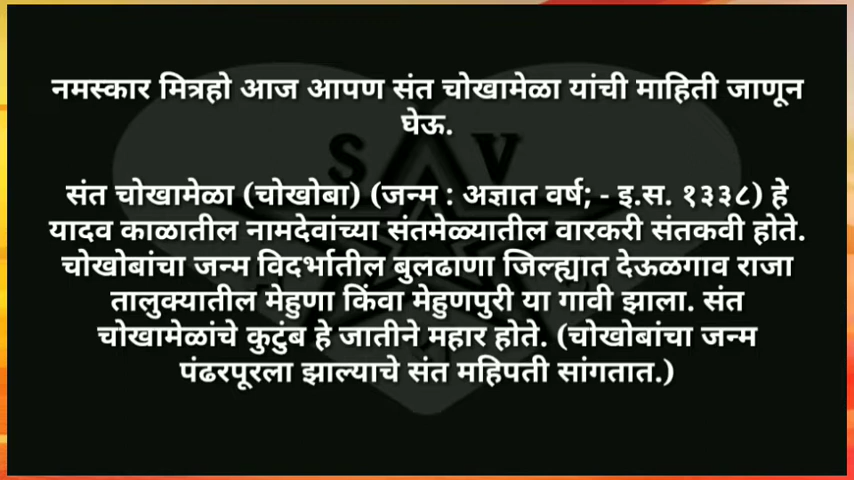 नमस्कार मित्रहो आज आपण संत चोखामेळा यांची माहिती जाणून
घेऊ.
S V
संत चोखामेळा (चोखोबा) (जन्म : अज्ञात वर्ष; - इ.स. १३३८) हे
यादव काळातील नामदेवांच्या संतमेळ्यातील वारकरी संतकवी होते.
चोखोबांचा जन्म विदर्भातील बुलढाणा जिल्ह्यात देऊळगाव राजा
तालुक्यातील मेहुणा किंवा मेहुणपुरी या गावी झाला. संत
चोखामेळांचे कुटुंब हे जातीने महार होते. (चोखोबांचा जन्म
पंढरपूरला झाल्याचे संत महिपती सांगतात.)